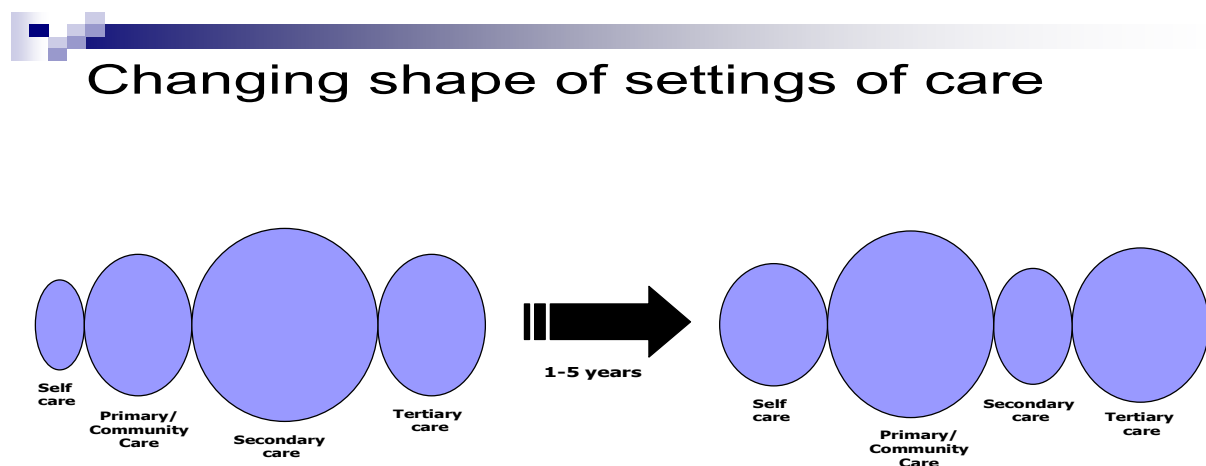 Changing shape of settings of care
Self
care
Primary/
Community
Care
Secondary
care
Tertiary
care
1-5 years
Self
care
Primary/
Community
Care
Secondary
care
Tertiary
care